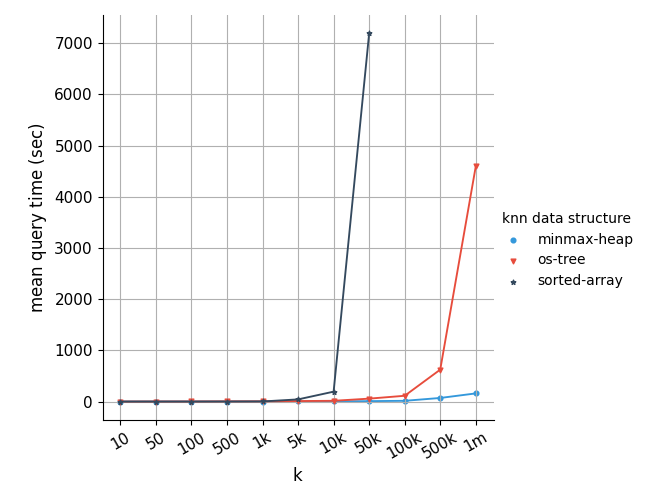 7000
6000
5000
4000
3000
2000
1000
0
mean query time (sec)
10 50 100 500 1k 5k 10k 50k 100k 500k 1m
k
knn data structure
minmax-heap
os-tree
sorted-array